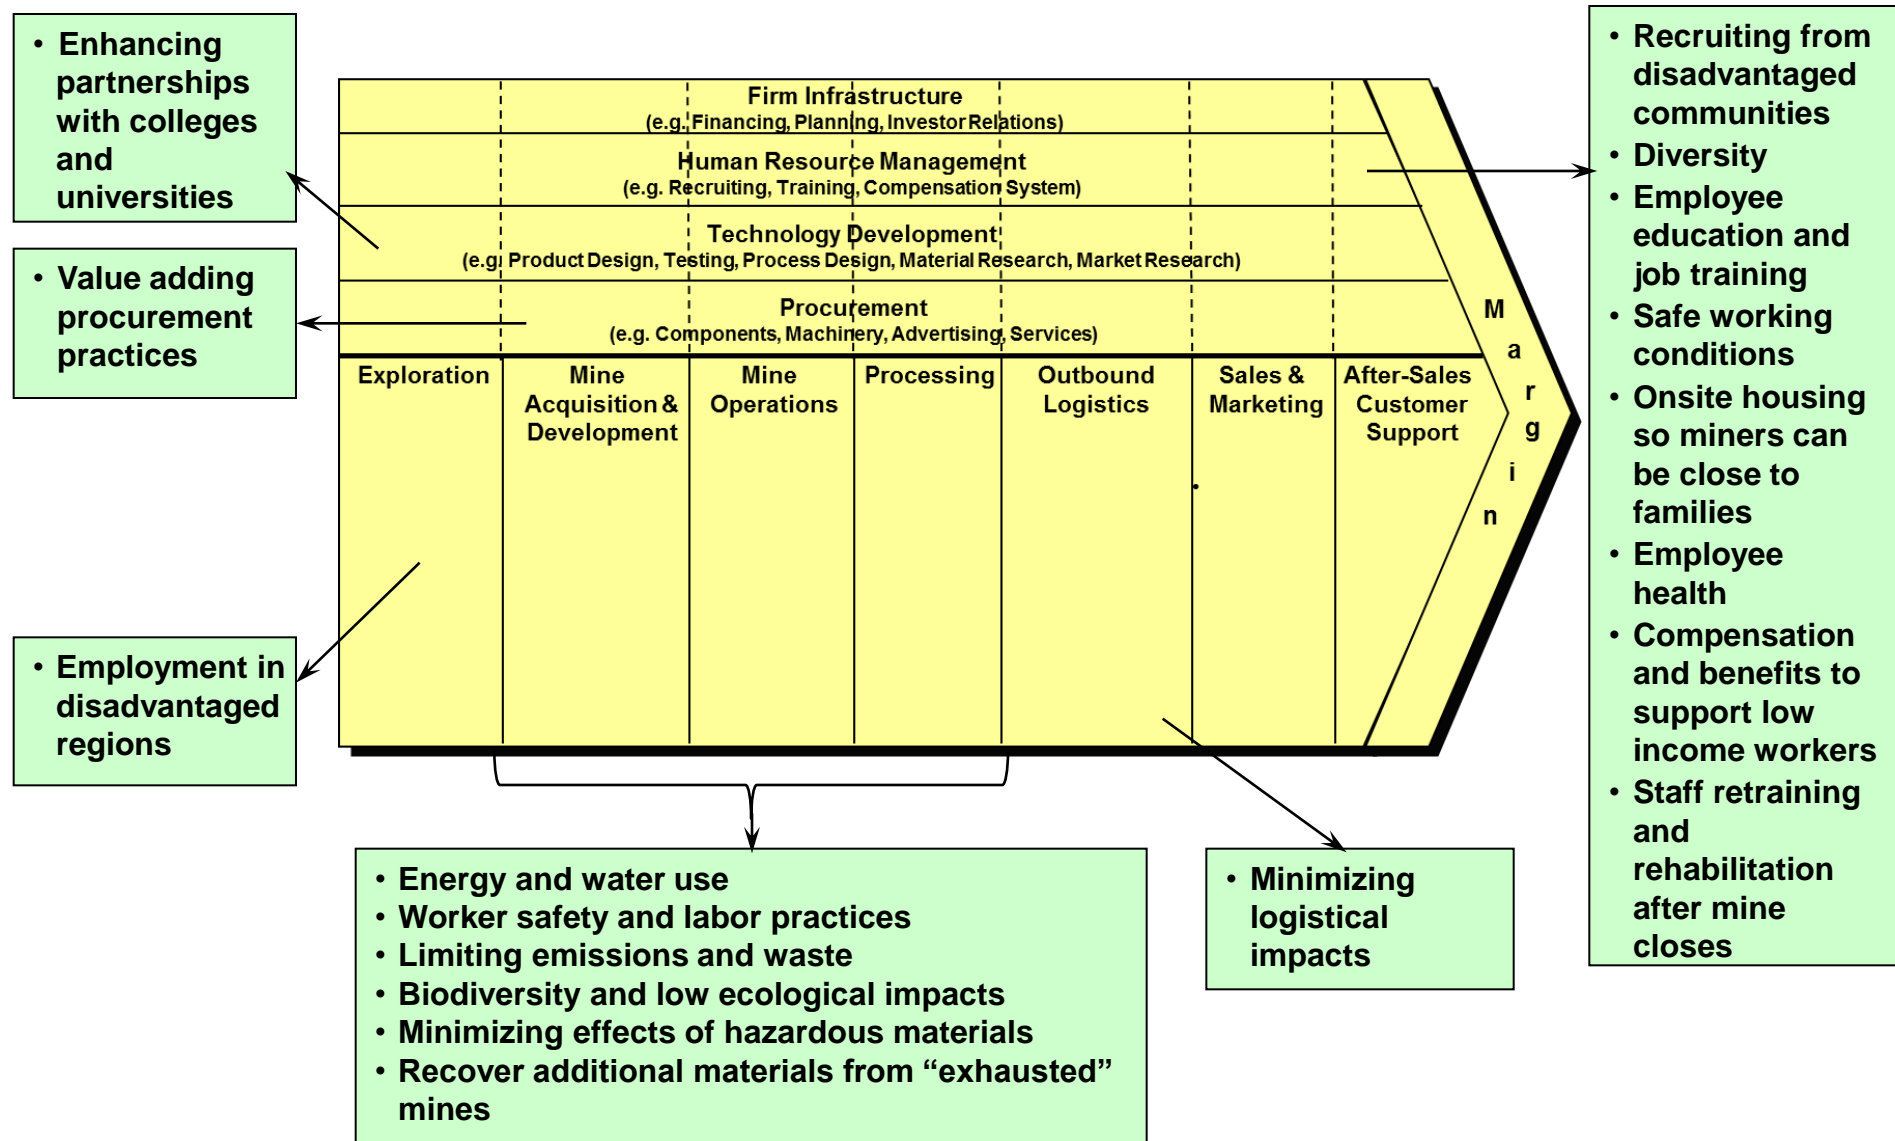 • Enhancing
partnerships
with colleges
and
universities
• Value adding
procurement
practices
• Employment in
disadvantaged
regions
Firm Infrastructure
(e.g. Financing, Planning, Investor Relations)
Human Resource Management
(e.g. Recruiting, Training, Compensation System)
Technology Development
(e.g. Product Design, Testing, Process Design, Material Research, Market Research)
Procurement
(e.g. Components, Machinery, Advertising, Services)
Exploration
Mine
Acquisition &
Development
Mine
Operations
Processing
Outbound
Logistics
Sales &
Marketing
After-Sales
Customer
Support
M
a
r
g
i
n
• Energy and water use
• Worker safety and labor practices
• Limiting emissions and waste
• Biodiversity and low ecological impacts
• Minimizing effects of hazardous materials
• Recover additional materials from “exhausted”
mines
• Minimizing
logistical
impacts
• Recruiting from
disadvantaged
communities
• Diversity
• Employee
education and
job training
• Safe working
conditions
• Onsite housing
so miners can
be close to
families
• Employee
health
• Compensation
and benefits to
support low
income workers
• Staff retraining
and
rehabilitation
after mine
closes